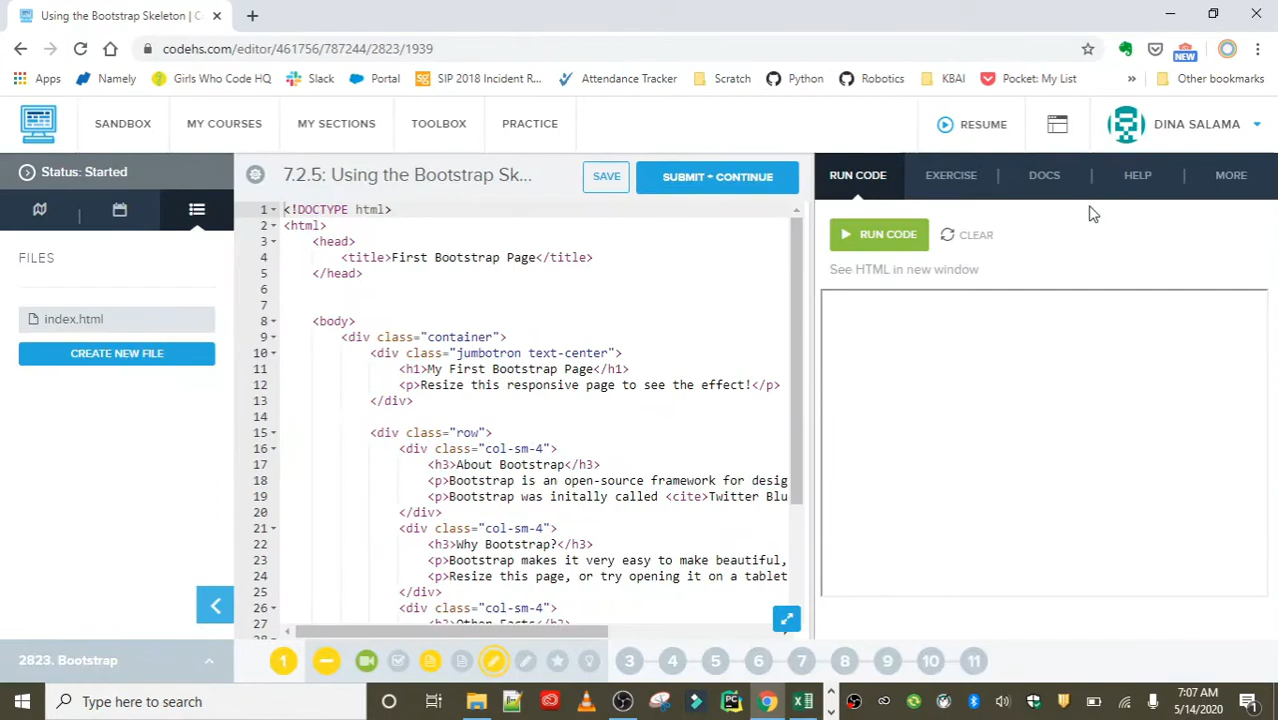 Using the Bootstrap Skeleton | C
codehs.com/editor/461756/787244/2823/1939
NEW
Apps
Namely
Girls Who Code HQ
Slack
Portal
SIP 2018 Incident R...
Attendance Tracker
Scratch
Python
Robotics
KBAI
Pocket: My List
»
Other bookmarks
SANDBOX
MY COURSES
MY SECTIONS
TOOLBOX
PRACTICE
RESUME
DINA SALAMA
Status: Started
7.2.5: Using the Bootstrap Sk...
SAVE
SUBMIT + CONTINUE
RUN CODE
EXERCISE
DOCS
HELP
MORE
FILES
index.html
CREATE NEW FILE
1 <!DOCTYPE html>
2 <html>
3 <head>
4 <title>First Bootstrap Page</title>
5 </head>
6
7
8 <body>
9 <div class="container">
10 <div class="jumbotron text-center">
11 <h1>My First Bootstrap Page</h1>
12 <p>Resize this responsive page to see the effect!</p>
13 </div>
14
15 <div class="row">
16 <div class="col-sm-4">
17 <h3>About Bootstrap</h3>
18 <p>Bootstrap is an open-source framework for desig
19 <p>Bootstrap was initally called <cite>Twitter Blu
20 </div>
21 <div class="col-sm-4">
22 <h3>Why Bootstrap?</h3>
23 <p>Bootstrap makes it very easy to make beautiful,
24 <p>Resize this page, or try opening it on a tablet
25 </div>
26 <div class="col-sm-4">
27 <h3>Other Facts</h3>
28
RUN CODE
CLEAR
See HTML in new window
2823. Bootstrap
1
3 4 5 6 7 8 9 10 11
Type here to search
7:07 AM
5/14/2020
1